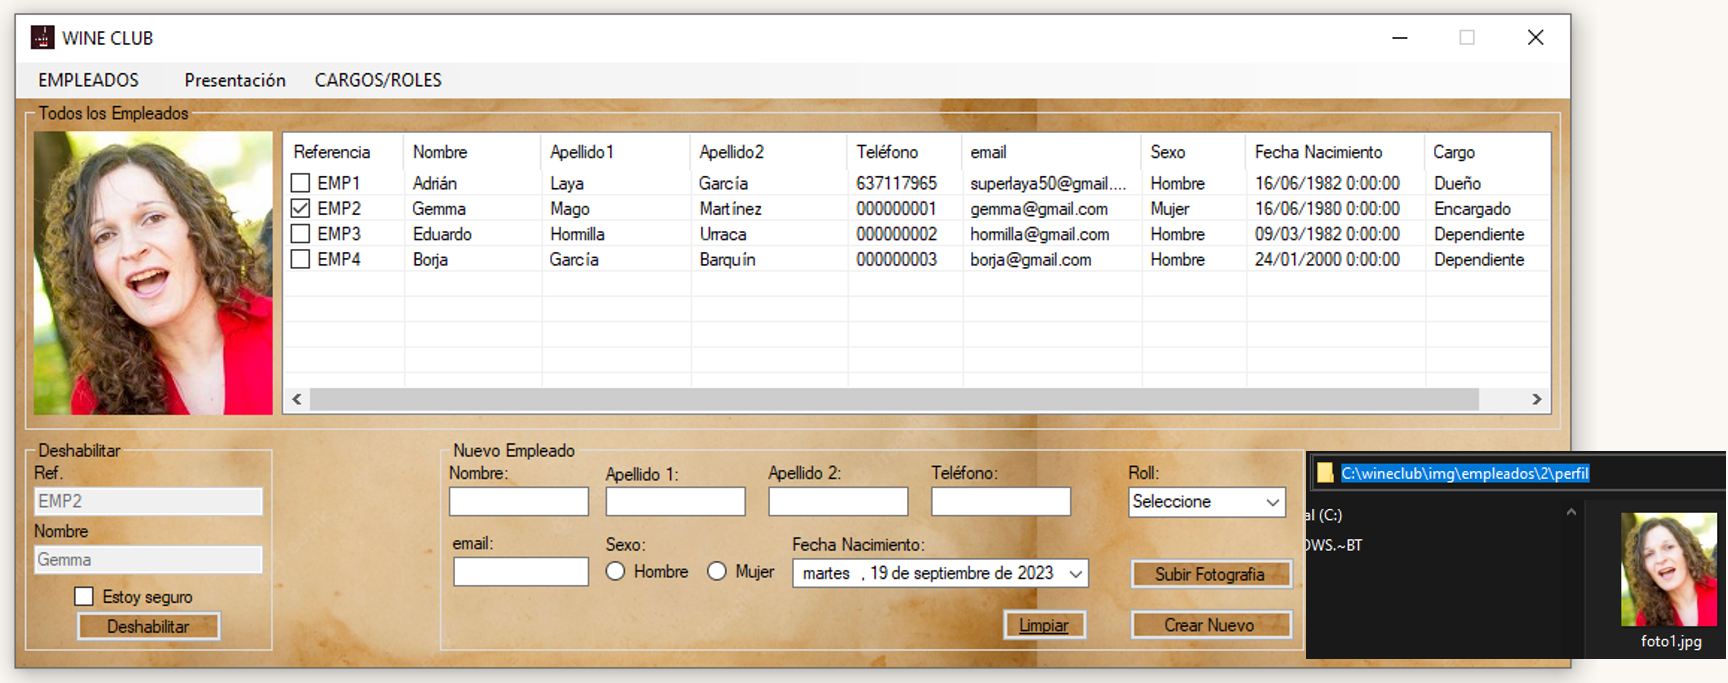 WINE CLUB
EMPLEADOS Presentación CARGOS/ROLES
Todos los Empleados
Referencia Nombre Apellido1 Apellido2 Teléfono email Sexo Fecha Nacimiento Cargo
EMP1 Adrián Laya García 637117965 superlaya50@gmail.... Hombre 16/06/1982 0:00:00 Dueño
EMP2 Gemma Mago Martínez 000000001 gemma@gmail.com Mujer 16/06/1980 0:00:00 Encargado
EMP3 Eduardo Hormilla Urraca 000000002 hormilla@gmail.com Hombre 09/03/1982 0:00:00 Dependiente
EMP4 Borja García Barquín 000000003 borja@gmail.com Hombre 24/01/2000 0:00:00 Dependiente
Deshabilitar
Ref.
EMP2
Nombre
Gemma
Estoy seguro
Deshabilitar
Nuevo Empleado
Nombre: Apellido 1: Apellido 2: Teléfono: Roll:
Seleccione
email: Sexo: Fecha Nacimiento:
Hombre Mujer martes , 19 de septiembre de 2023
Subir Fotografia
Limpiar Crear Nuevo
C:\wineclub\img\empleados\2\perfil
al (C:)
OWS.~BT
foto1.jpg